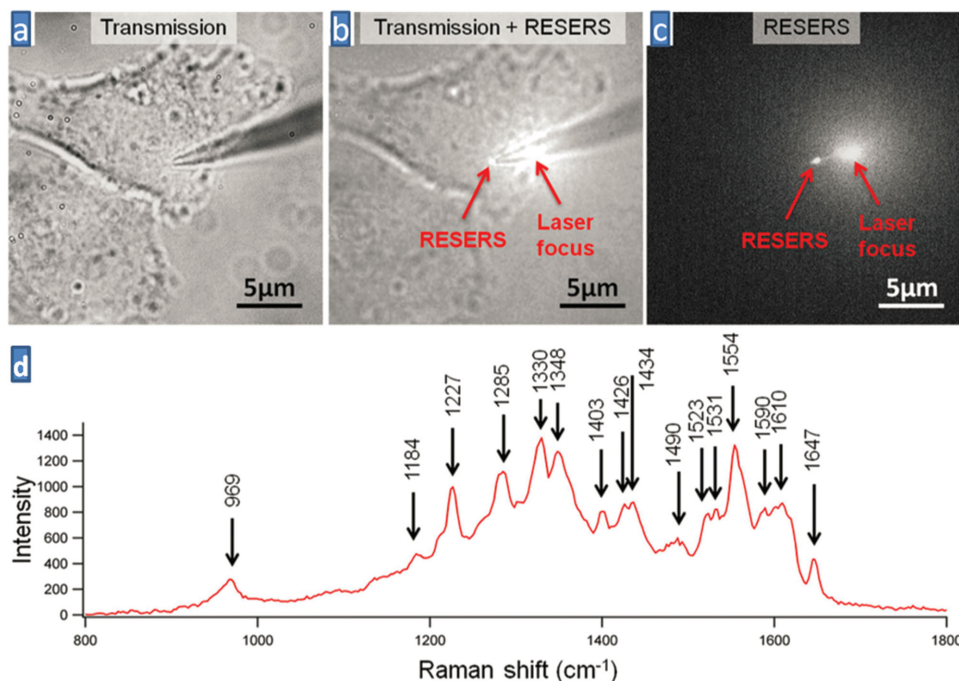 a Transmission
b Transmission + RESERS
c RESERS
RESERS
Laser
focus
RESERS
Laser
focus
5µm
5µm
5µm
d
969
1184
1227
1285
1330
1348
1403
1426
1434
1490
1523
1531
1554
1590
1610
1647
Intensity
1400
1200
1000
800
600
400
200
0
800
1000
1200
1400
1600
1800
Raman shift (cm⁻¹)